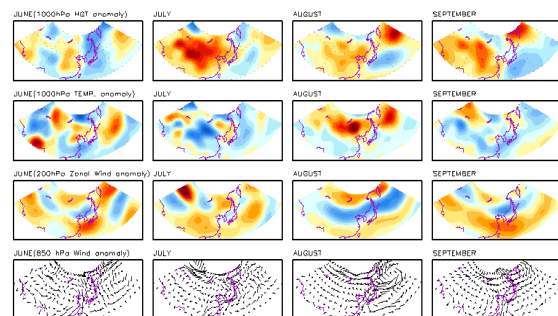 JUNE(1000hPa HGT anomaly) JULY AUGUST SEPTEMBER
JUNE(1000hPa TEMP. anomaly) JULY AUGUST SEPTEMBER
JUNE(200hPa Zonal Wind anomaly) JULY AUGUST SEPTEMBER
JUNE(850 hPa Wind anomaly) JULY AUGUST SEPTEMBER